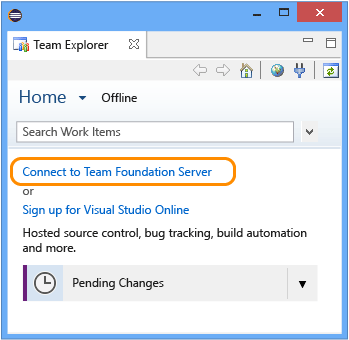 Team Explorer
Home
Offline
Search Work Items
Connect to Team Foundation Server
or
Sign up for Visual Studio Online
Hosted source control, bug tracking, build automation
and more.
Pending Changes